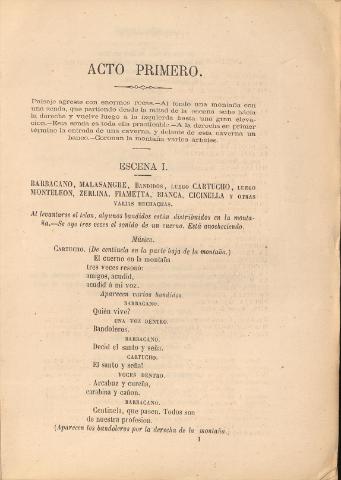 ACTO PRIMERO.
Paisaje agreste con enormes rocas.—Al fondo una montaña con
una senda, que partiendo desde la mitad de la escena sube hácia
la derecha y vuelve luego á la izquierda hasta una gran eleva-
cion.—Esta senda es toda ella practicable.—A la derecha en primer
término la entrada de una caverna, y delante de esta caverna un
banco.—Coronan la montaña varios árboles.
ESCENA I.
BARBACANO, MALASANGRE, BANDIDOS, LUEGO CARTUCHO, LUEGO
MONTELEON, ZERLINA, FIAMETTA, BIANCA, CICINELLA Y OTRAS
VARIAS MUCHACHAS.
Al levantarse el telon, algunos bandidos están distribuidos en la monta-
ña.—Se oye tres veces el sonido de un cuerno. Está anocheciendo.
Música.
CARTUCHO. (De centinela en la parte baja de la montaña.)
El cuerno en la montaña
tres veces resonó:
amigos, acudid,
acudid á mi voz.
Aparecen varios bandidos.
BARBACANO.
Quién vive?
UNA VOZ DENTRO.
Bandoleros.
BARBACANO.
Decid el santo y seña.
CARTUCHO.
El santo y seña!
VOCES DENTRO.
Arcabuz y cureña,
carabina y cañon.
BARBACANO.
Centinela, que pasen. Todos son
de nuestra profesion.
(Aparecen los bandoleros por la derecha de la montaña.)
1